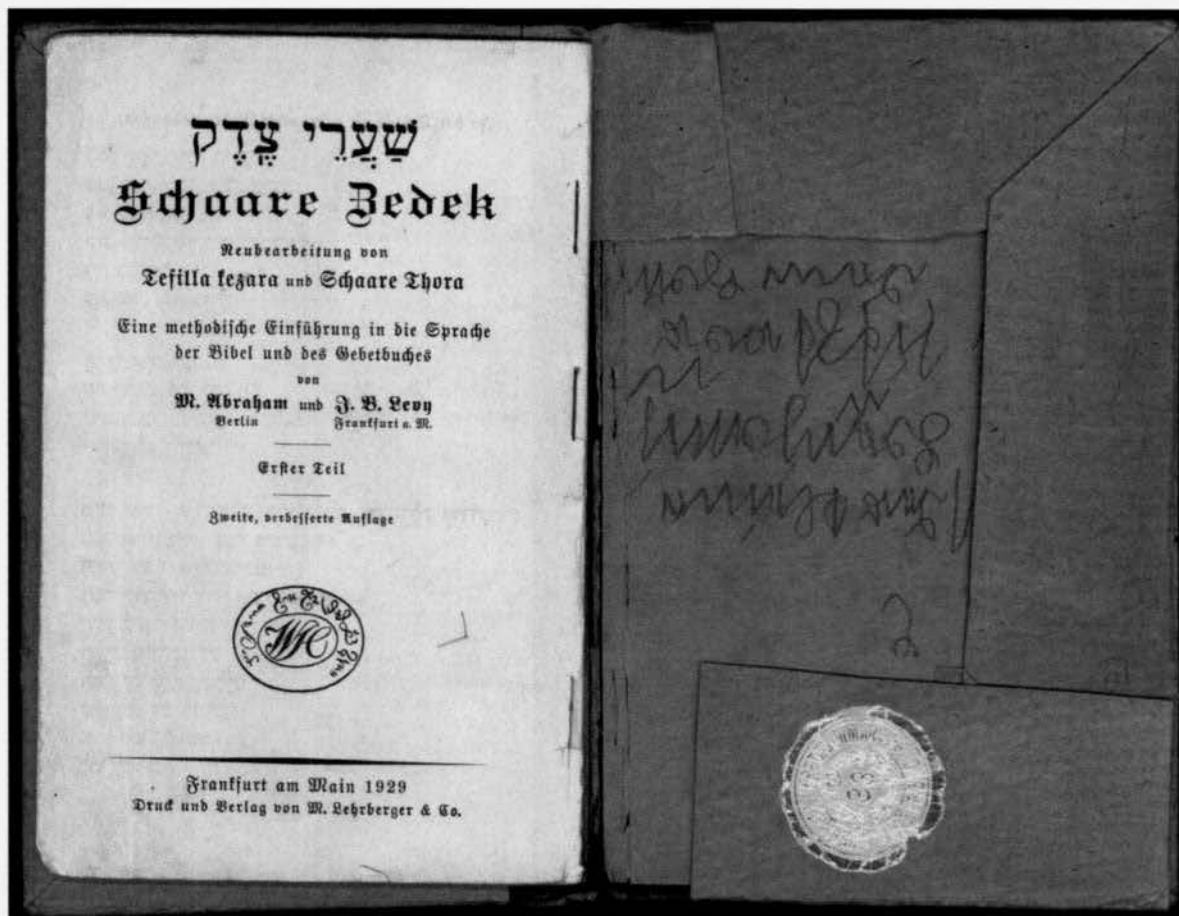 שַׁעֲרֵי צֶדֶק
Schaare Zedek
Neubearbeitung von
Tefilla kezara und Schaare Thora
Eine methodische Einführung in die Sprache
der Bibel und des Gebetbuches
von
M. Abraham und J. B. Levy
Berlin Frankfurt a. M.
Erster Teil
Zweite, verbesserte Auflage
Frankfurt am Main 1929
Druck und Verlag von M. Lehrberger & Co.